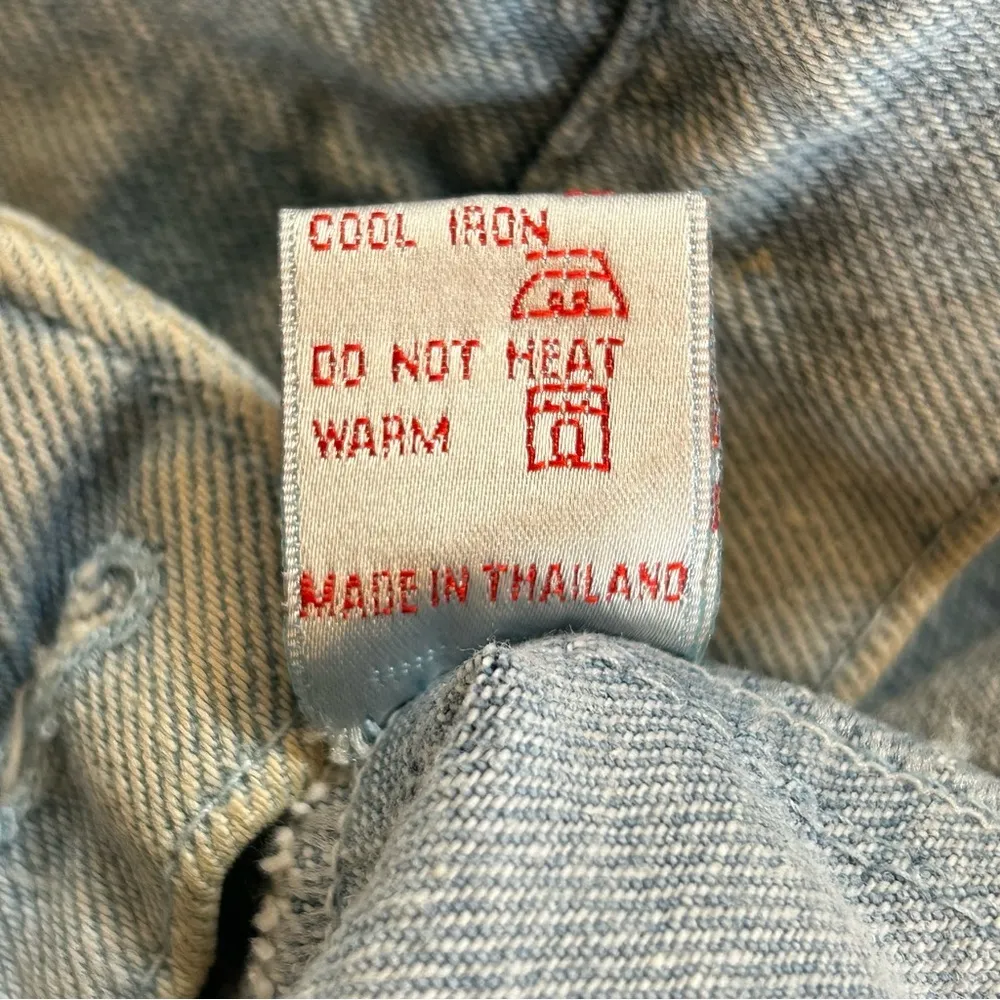 COOL IRON
DO NOT HEAT
WARM
MADE IN THAILAND